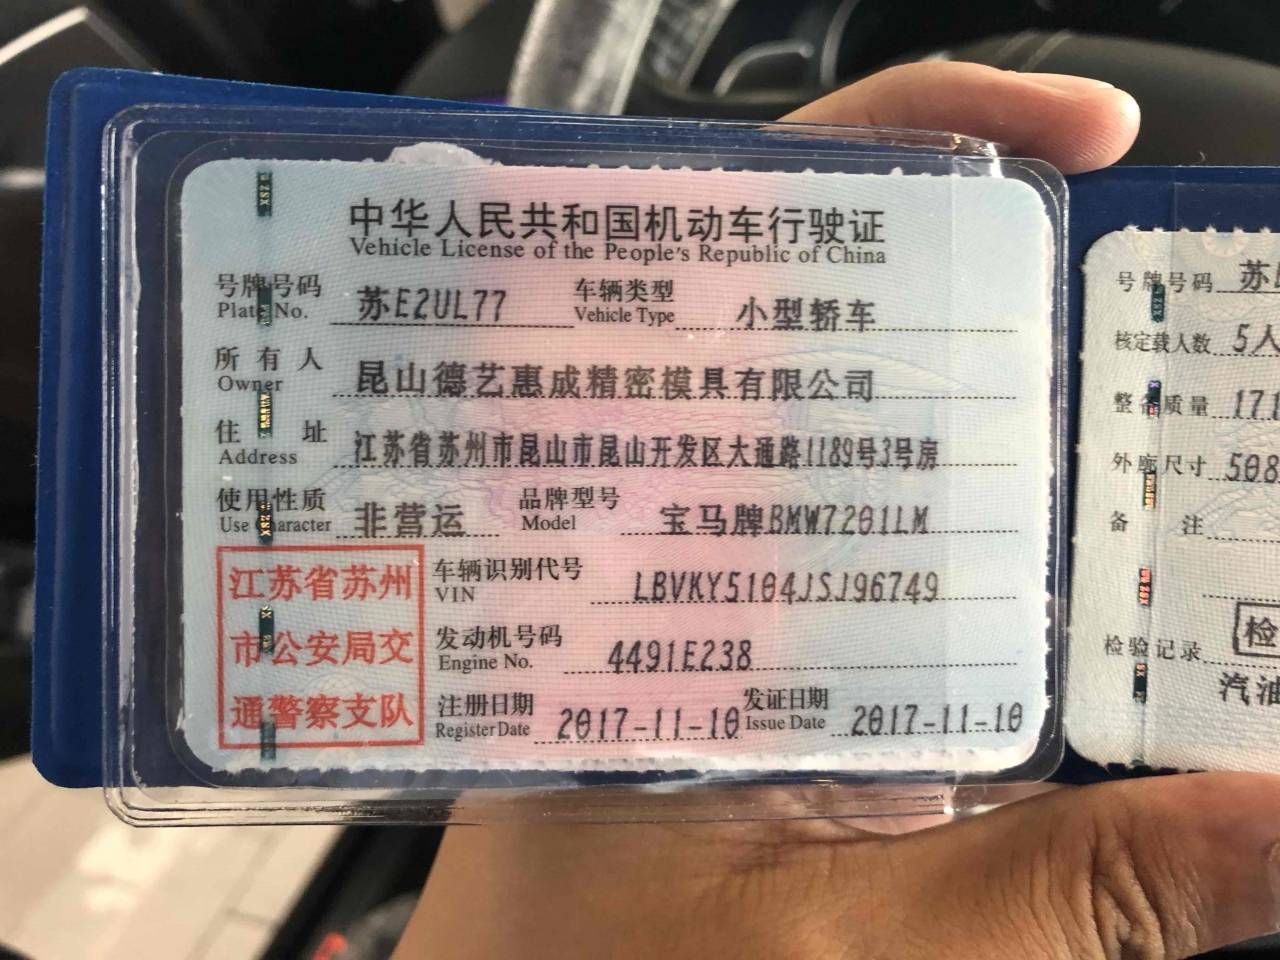 中华人民共和国机动车行驶证
Vehicle License of the People's Republic of China
号牌号码 苏E2UL77 车辆类型 小型轿车
Plate No. Vehicle Type
所有人 昆山德艺惠成精密模具有限公司
Owner
住址 江苏省苏州市昆山市昆山开发区大通路1189号3号房
Address
使用性质 非营运 品牌型号 宝马牌BMW7201LM
Use Character Model
车辆识别代号 LBVKY5104JSJ96749
VIN
发动机号码 4491E238
Engine No.
注册日期 2017-11-10 发证日期 2017-11-10
Register Date Issue Date
江苏省苏州
市公安局交
通警察支队
号牌号码 苏
核定载人数 5人
整备质量 171
外廓尺寸 508
备注
检
检验记录
汽油